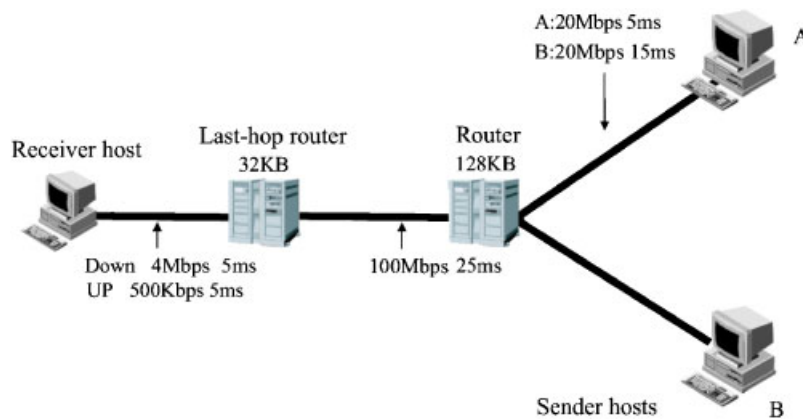 A:20Mbps 5ms
B:20Mbps 15ms
A
Last-hop router
32KB
Router
128KB
Receiver host
Down 4Mbps 5ms
UP 500Kbps 5ms
100Mbps 25ms
Sender hosts
B